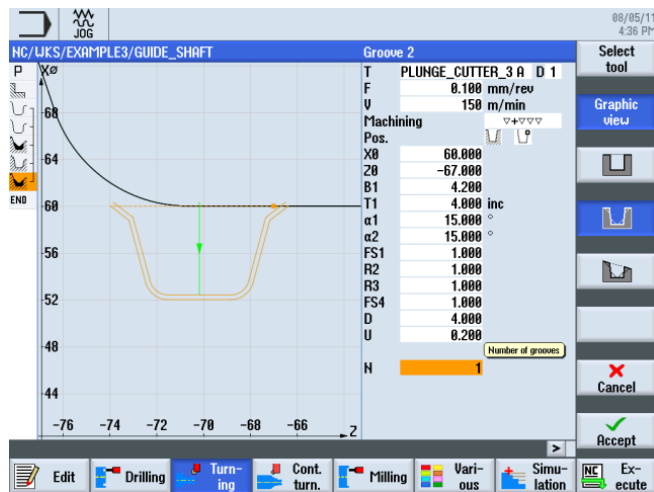 08/05/11
JOG
4:36 PM
NC/WKS/EXAMPLE3/GUIDE_SHAFT
Groove 2
Select tool
P
Xø
T PLUNGE_CUTTER_3 A D 1
F 0.100 mm/rev
V 150 m/min
Graphic view
Machining ▽+▽▽▽
Pos.
X0 60.000
Z0 -67.000
B1 4.200
T1 4.000 inc
α1 15.000 °
α2 15.000 °
FS1 1.000
R2 1.000
R3 1.000
FS4 1.000
D 4.000
U 0.200
Number of grooves
N 1
END
68
64
60
56
52
48
44
-76 -74 -72 -70 -68 -66 Z
Cancel
Accept
>
Edit
Drilling
Turn-
ing
Cont.
turn.
Milling
Vari-
ous
Simu-
lation
NC
Ex-
ecute